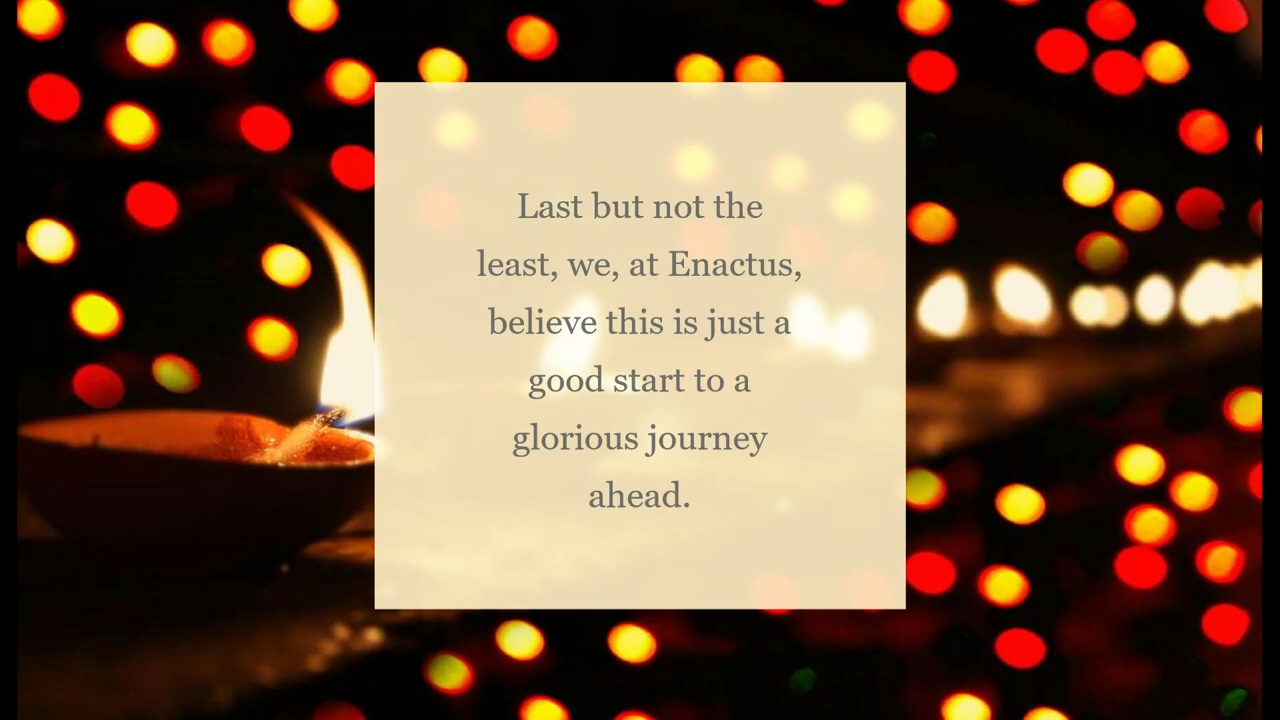 Last but not the
least, we, at Enactus,
believe this is just a
good start to a
glorious journey
ahead.